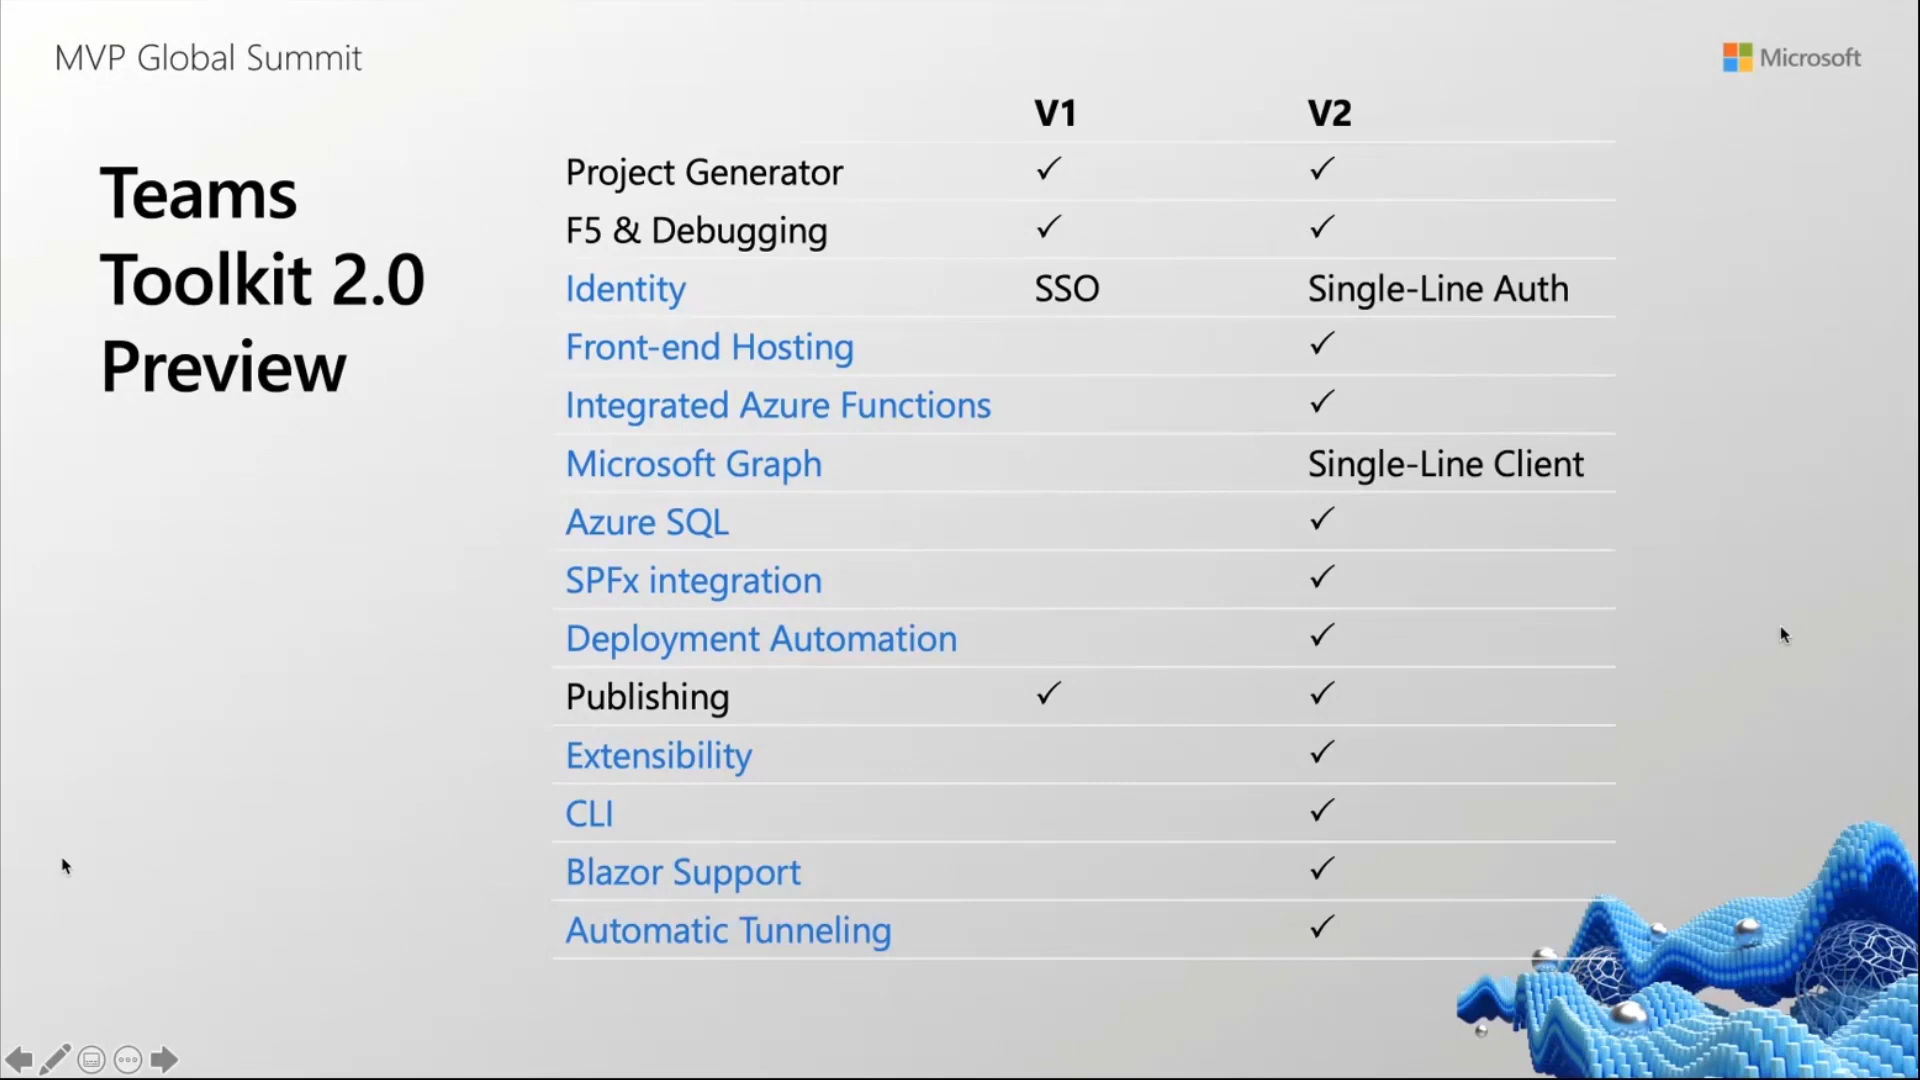 MVP Global Summit
Microsoft
Teams
Toolkit 2.0
Preview
V1 V2
Project Generator ✓ ✓
F5 & Debugging ✓ ✓
Identity SSO Single-Line Auth
Front-end Hosting ✓
Integrated Azure Functions ✓
Microsoft Graph Single-Line Client
Azure SQL ✓
SPFx integration ✓
Deployment Automation ✓
Publishing ✓ ✓
Extensibility ✓
CLI ✓
Blazor Support ✓
Automatic Tunneling ✓